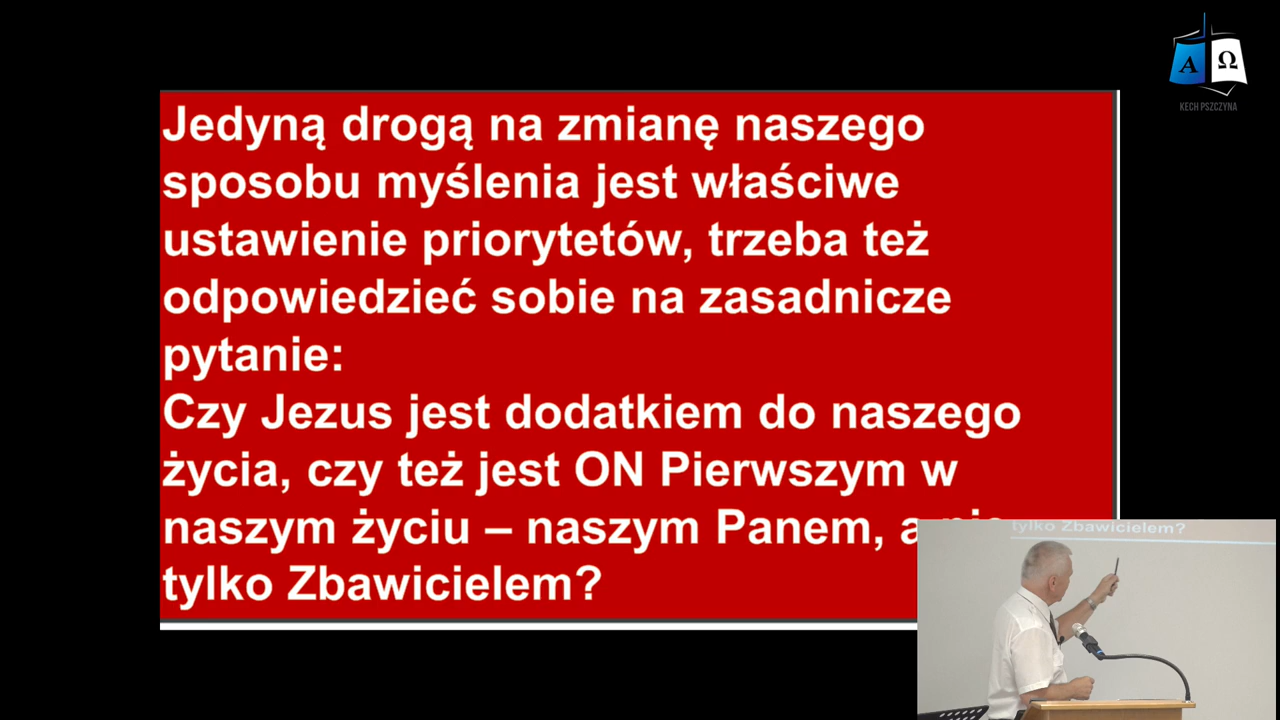 Jedyną drogą na zmianę naszego
sposobu myślenia jest właściwe
ustawienie priorytetów, trzeba też
odpowiedzieć sobie na zasadnicze
pytanie:
Czy Jezus jest dodatkiem do naszego
życia, czy też jest ON Pierwszym w
naszym życiu – naszym Panem, a nie
tylko Zbawicielem?
A Ω
KECH PSZCZYNA
tylko Zbawicielem?